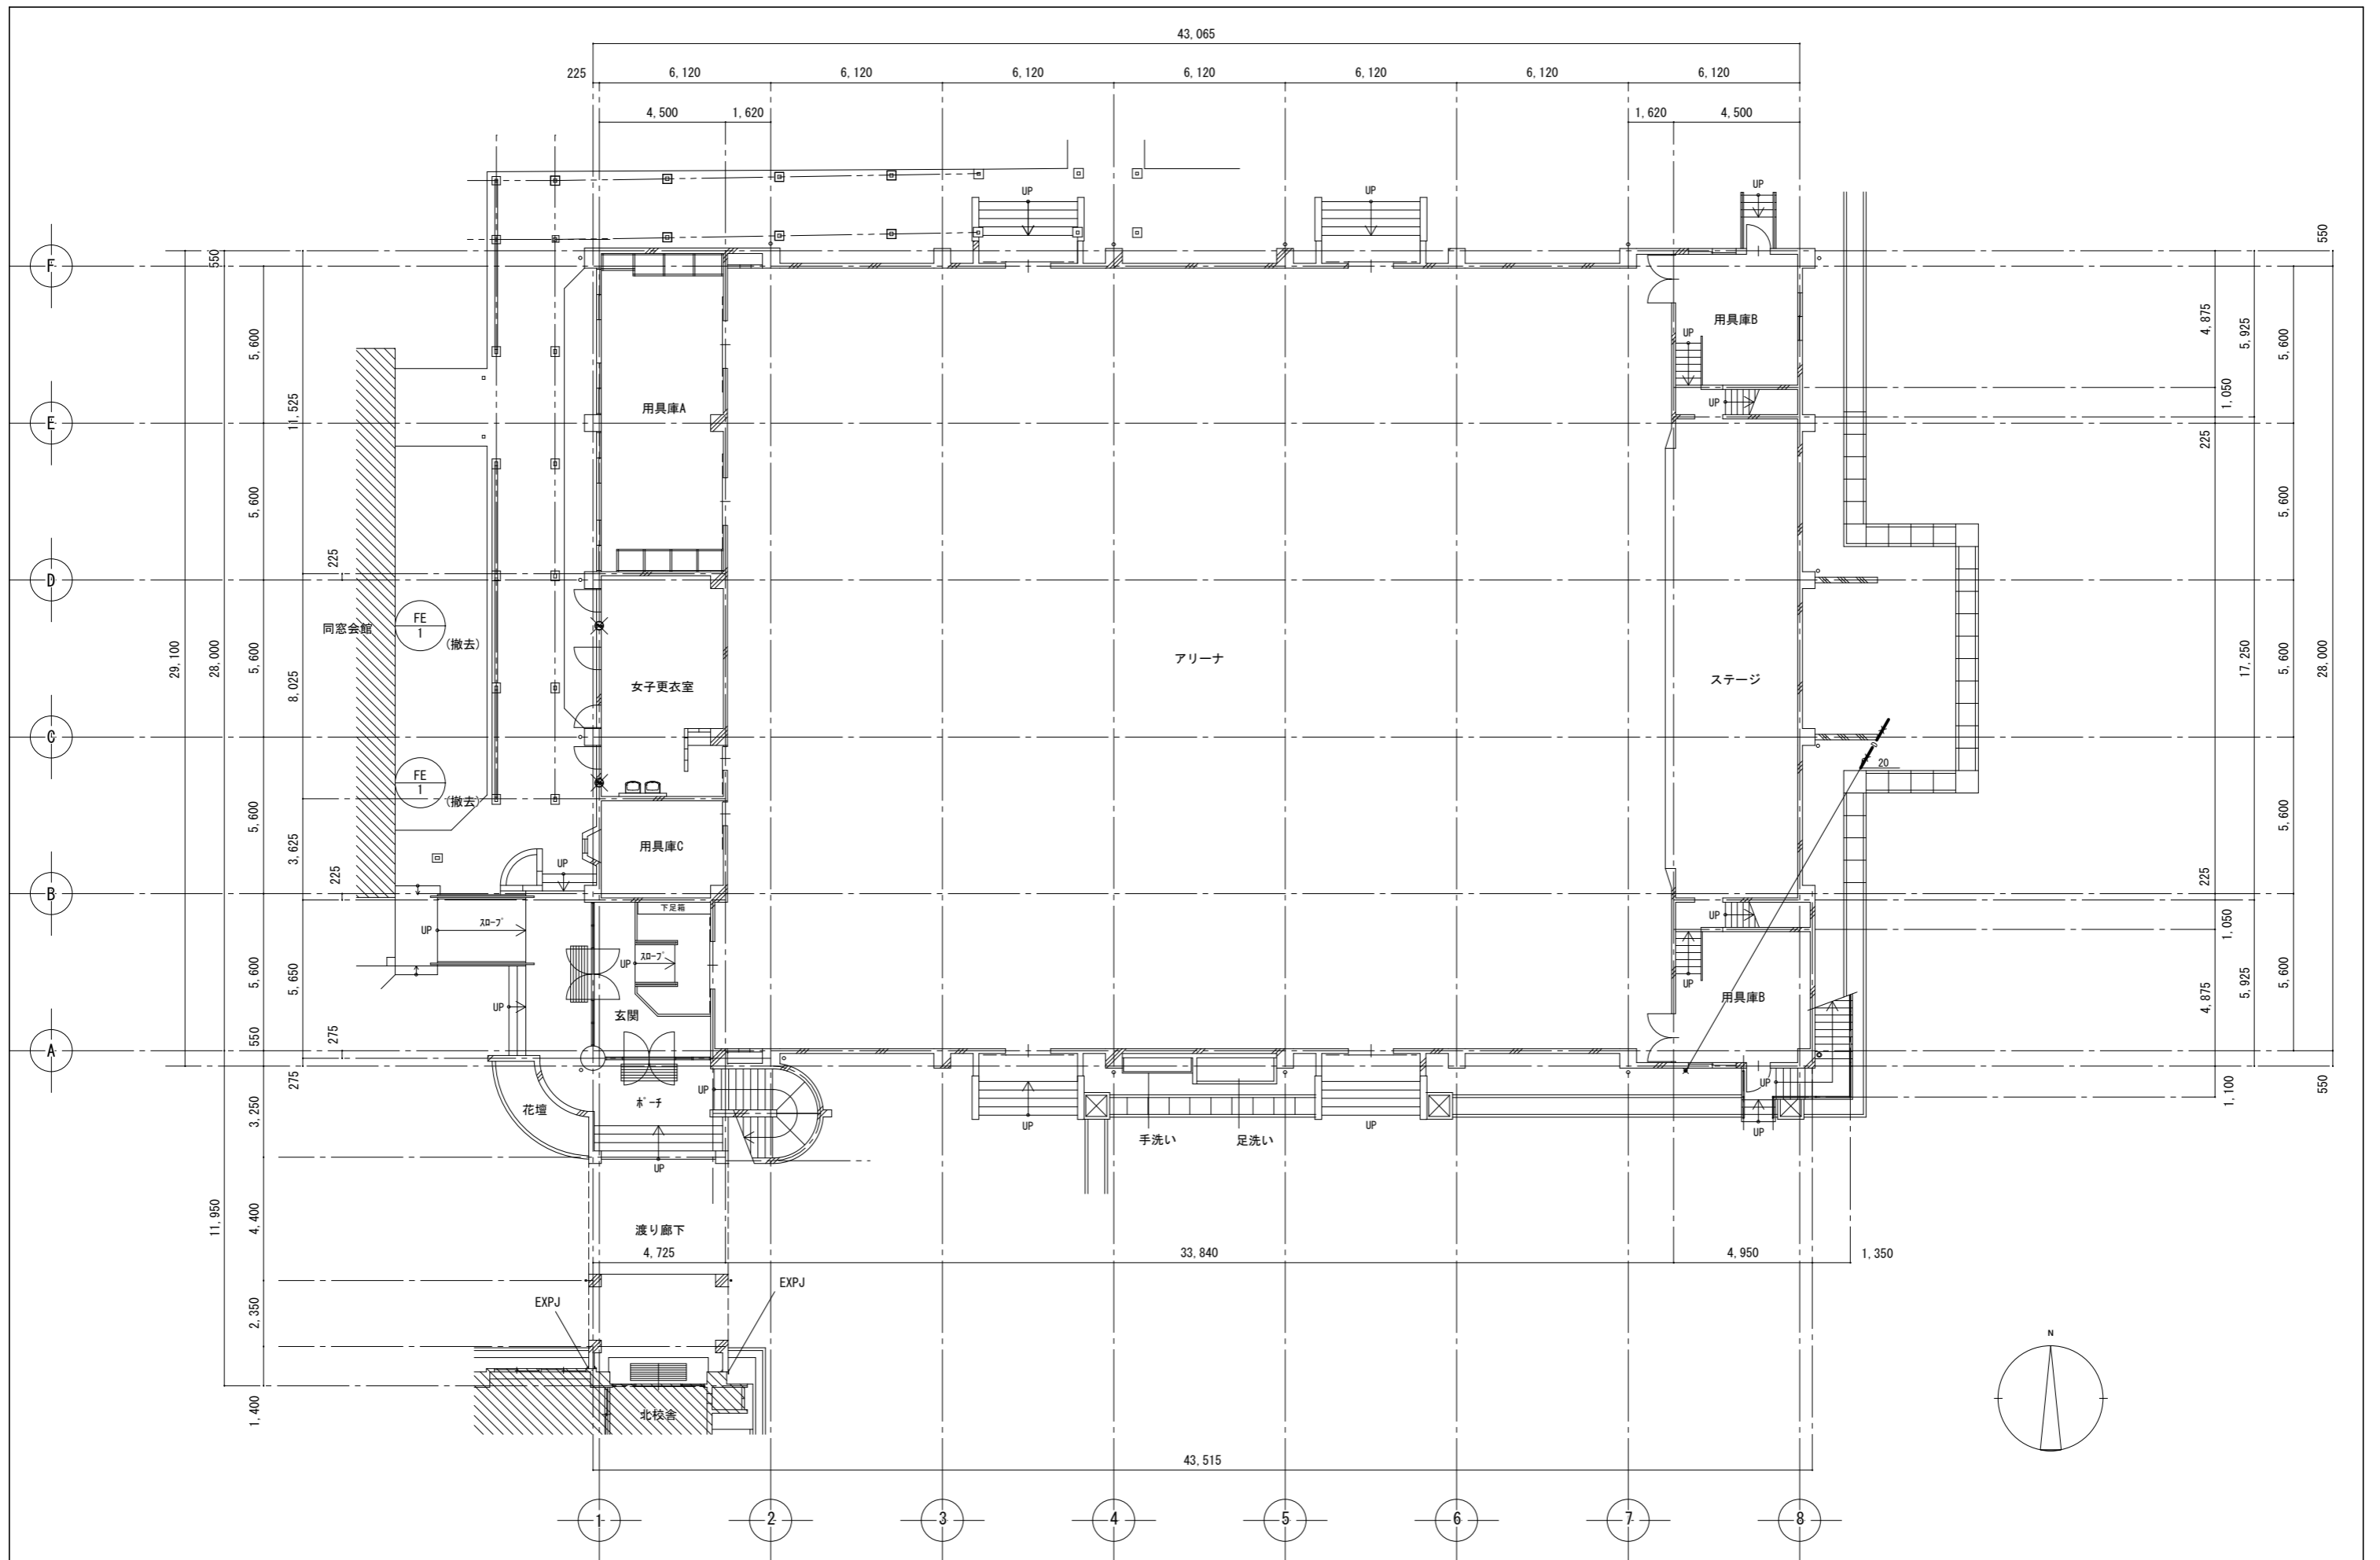 43,065
225
6,120
6,120
6,120
6,120
6,120
6,120
6,120
4,500
1,620
1,620
4,500
UP
UP
UP
550
550
F
用具庫B
UP
4,875
5,925
5,600
5,600
11,525
用具庫A
UP
1,050
E
225
5,600
5,600
225
D
同窓会館
FE
1
(撤去)
29,100
28,000
5,600
8,025
女子更衣室
アリーナ
ステージ
17,250
5,600
28,000
C
FE
1
(撤去)
20
5,600
3,625
用具庫C
5,600
UP
225
225
B
下足箱
スロープ
UP
UP
1,050
スロープ
UP
5,600
5,650
UP
UP
用具庫B
4,875
5,925
5,600
玄関
550
275
A
275
UP
UP
UP
550
1,100
3,250
花壇
ポーチ
UP
手洗い
足洗い
UP
UP
UP
11,950
4,400
渡り廊下
4,725
33,840
4,950
1,350
EXPJ
EXPJ
2,350
N
1,400
北校舎
43,515
1
2
3
4
5
6
7
8